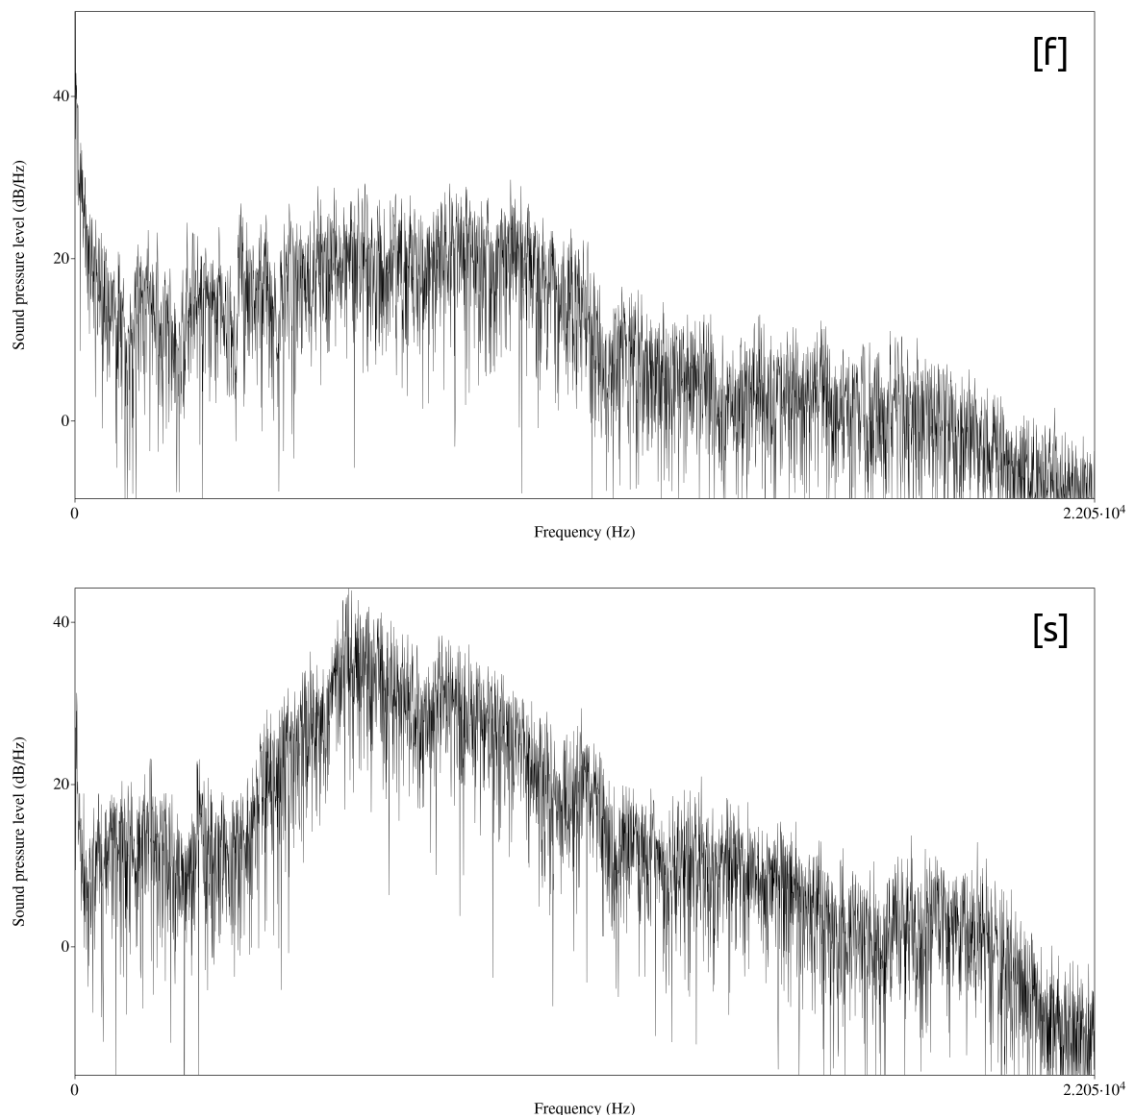 [f]
Sound pressure level (dB/Hz)
40
20
0
0
2.205·10⁴
Frequency (Hz)
[s]
Sound pressure level (dB/Hz)
40
20
0
0
2.205·10⁴
Frequency (Hz)